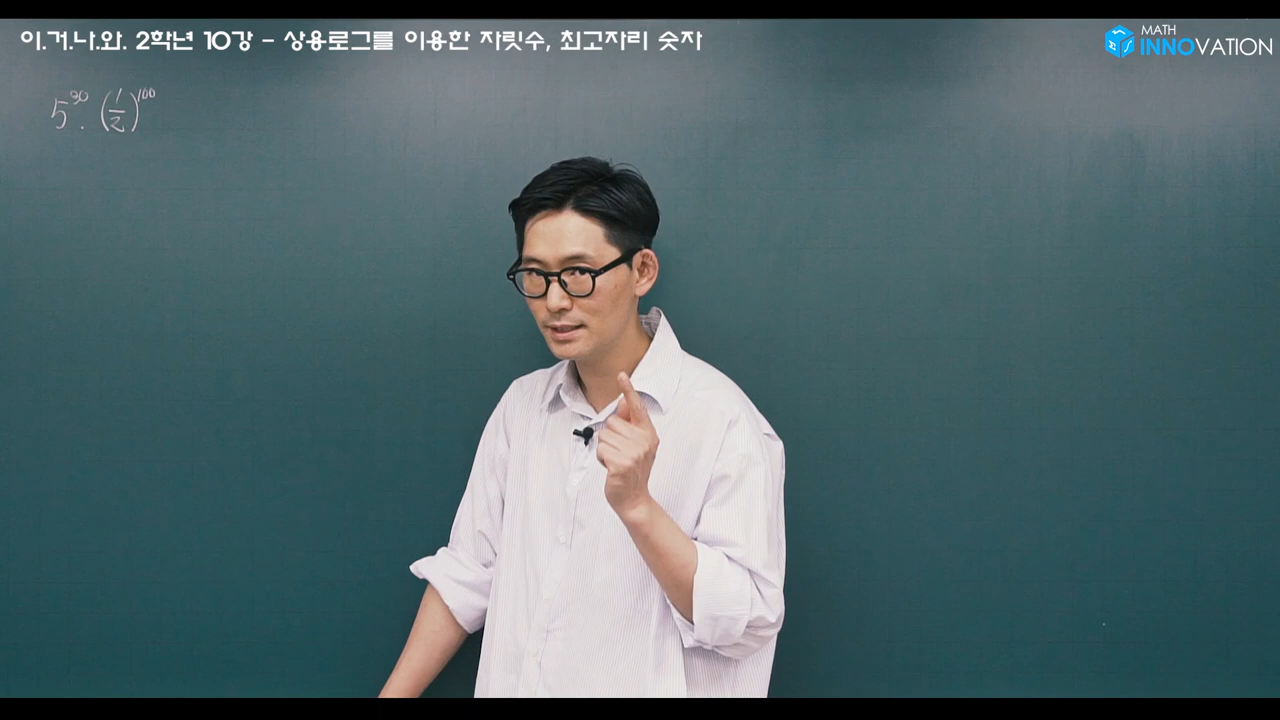 이.거.나.와. 2학년 10강 - 상용로그를 이용한 자릿수, 최고자리 숫자
MATH
INNOVATION
5^30 . (1/2)^100